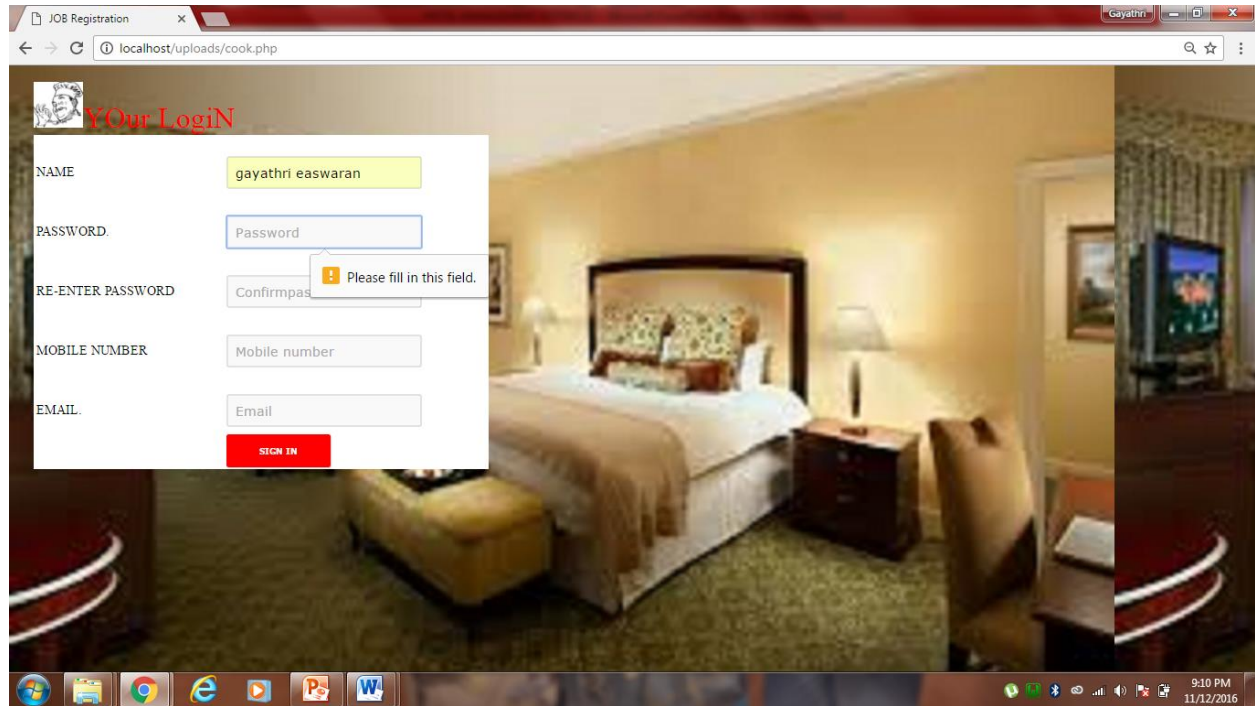 JOB Registration
Gayathri
localhost/uploads/cook.php
YOur LogiN
NAME
gayathri easwaran
PASSWORD.
Password
Please fill in this field.
RE-ENTER PASSWORD
Confirmpas
MOBILE NUMBER
Mobile number
EMAIL.
Email
SIGN IN
9:10 PM
11/12/2016